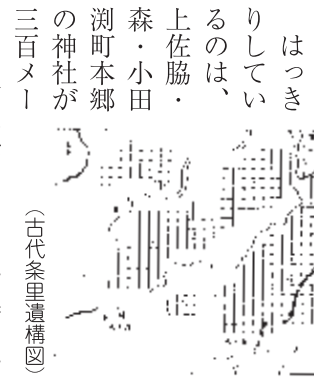 はっき
りしてい
るのは、
上佐脇・
森・小田
渕町本郷
の神社が
三百メー
（古代条里遺構図）